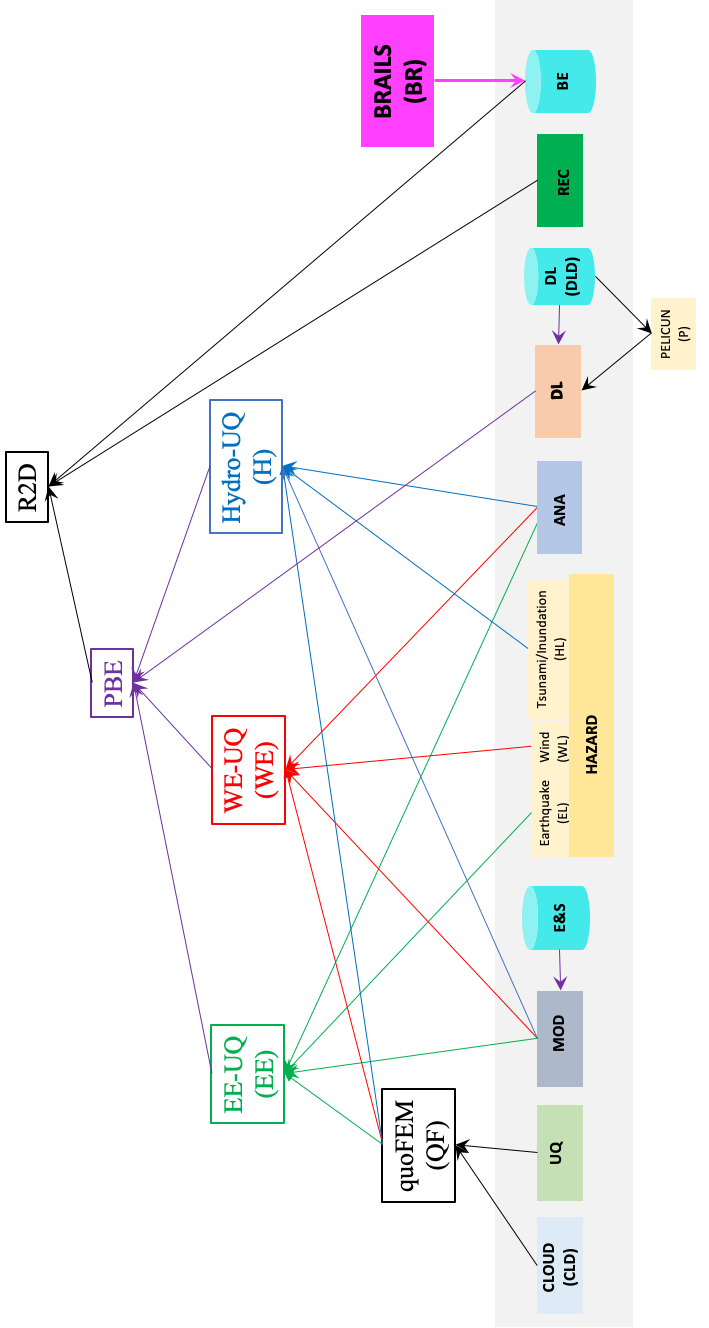 R2D
PBE
EE-UQ
(EE)
WE-UQ
(WE)
Hydro-UQ
(H)
quoFEM
(QF)
BRAILS
(BR)
CLOUD
(CLD)
UQ
MOD
E&S
Earthquake
(EL)
Wind
(WL)
Tsunami/Inundation
(HL)
HAZARD
ANA
DL
DL
(DLD)
REC
BE
PELICUN
(P)